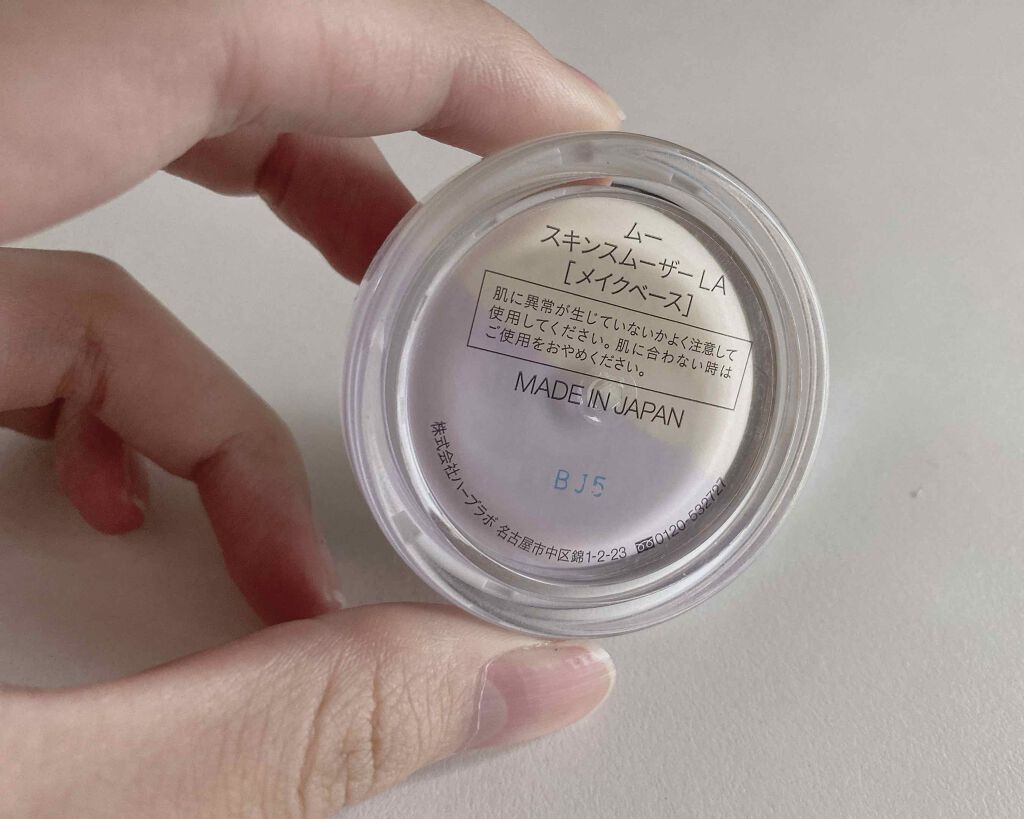 ムー
スキンスムーザー LA
[メイクベース]
肌に異常が生じていないかよく注意して
使用してください。肌に合わない時は
ご使用をおやめください。
MADE IN JAPAN
BJ5
株式会社ハーブラボ 名古屋市中区錦1-2-23 0120-532727